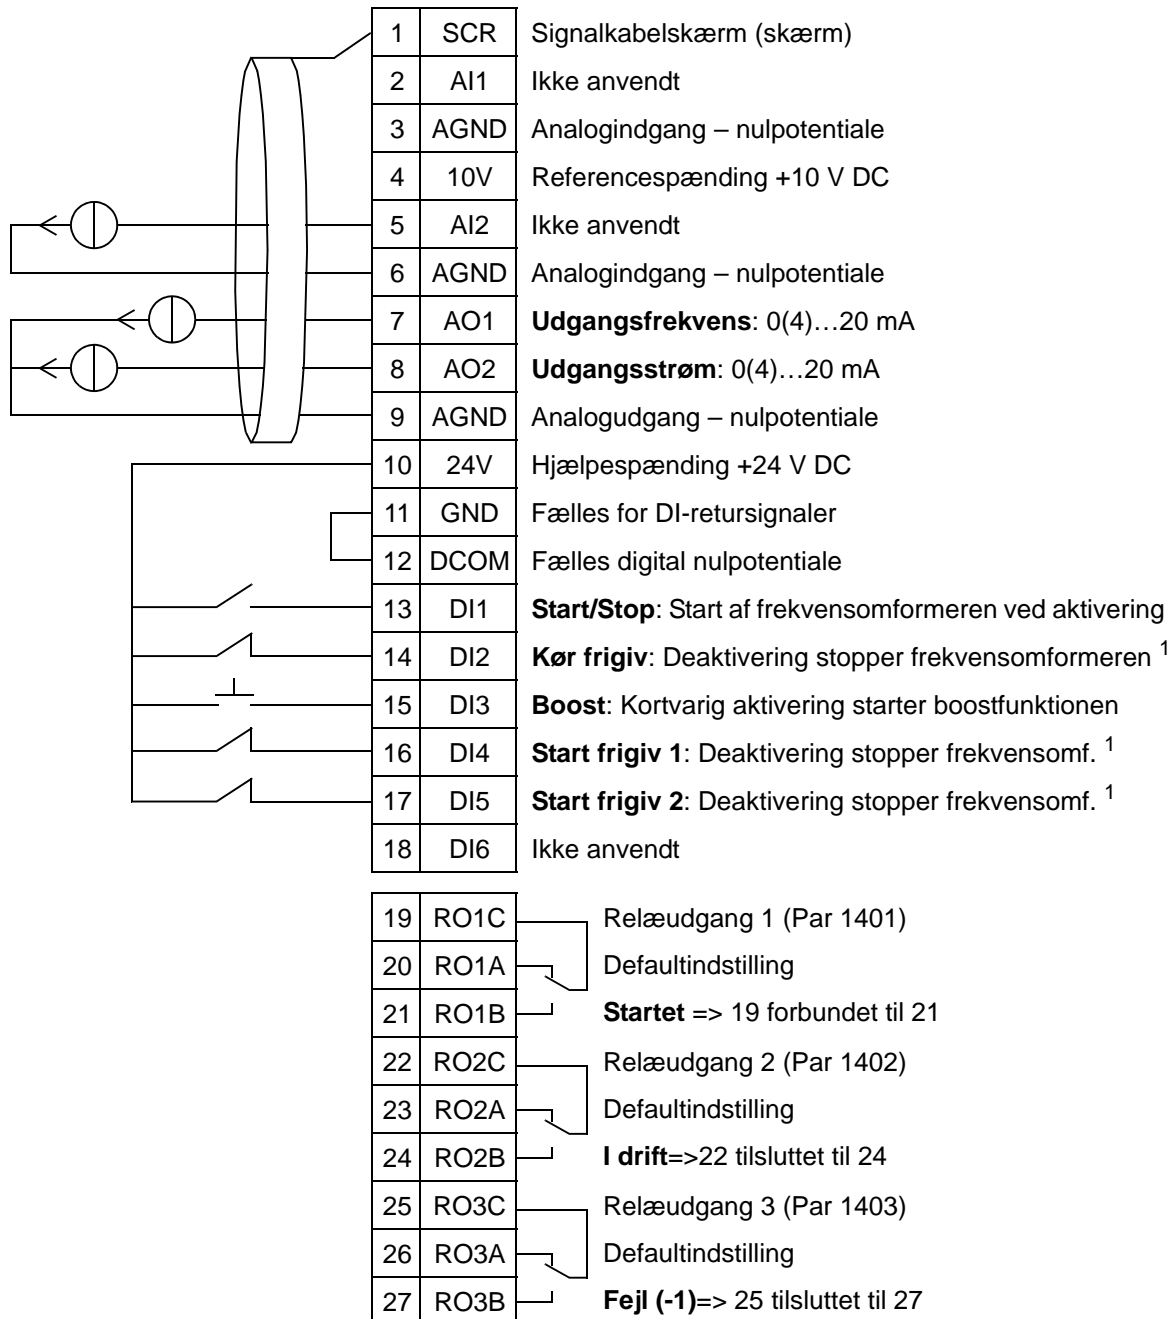 1 SCR Signalkabelskærm (skærm)
2 AI1 Ikke anvendt
3 AGND Analogindgang – nulpotentiale
4 10V Referencespænding +10 V DC
5 AI2 Ikke anvendt
6 AGND Analogindgang – nulpotentiale
7 AO1 Udgangsfrekvens: 0(4)…20 mA
8 AO2 Udgangsstrøm: 0(4)…20 mA
9 AGND Analogudgang – nulpotentiale
10 24V Hjælpespænding +24 V DC
11 GND Fælles for DI-retursignaler
12 DCOM Fælles digital nulpotentiale
13 DI1 Start/Stop: Start af frekvensomformeren ved aktivering
14 DI2 Kør frigiv: Deaktivering stopper frekvensomformeren 1
15 DI3 Boost: Kortvarig aktivering starter boostfunktionen
16 DI4 Start frigiv 1: Deaktivering stopper frekvensomf. 1
17 DI5 Start frigiv 2: Deaktivering stopper frekvensomf. 1
18 DI6 Ikke anvendt
19 RO1C Relæudgang 1 (Par 1401)
20 RO1A Defaultindstilling
21 RO1B Startet => 19 forbundet til 21
22 RO2C Relæudgang 2 (Par 1402)
23 RO2A Defaultindstilling
24 RO2B I drift=>22 tilsluttet til 24
25 RO3C Relæudgang 3 (Par 1403)
26 RO3A Defaultindstilling
27 RO3B Fejl (-1)=> 25 tilsluttet til 27